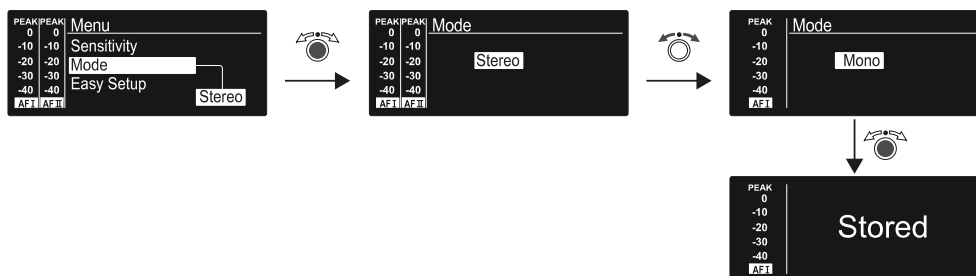 PEAK PEAK Menu
0 0
-10 -10 Sensitivity
-20 -20 Mode
-30 -30 Easy Setup
-40 -40 Stereo
AF I AF II
PEAK PEAK Mode
0 0
-10 -10
-20 -20 Stereo
-30 -30
-40 -40
AF I AF II
PEAK Mode
0
-10
-20 Mono
-30
-40
AF I
PEAK
0
-10
-20 Stored
-30
-40
AF I